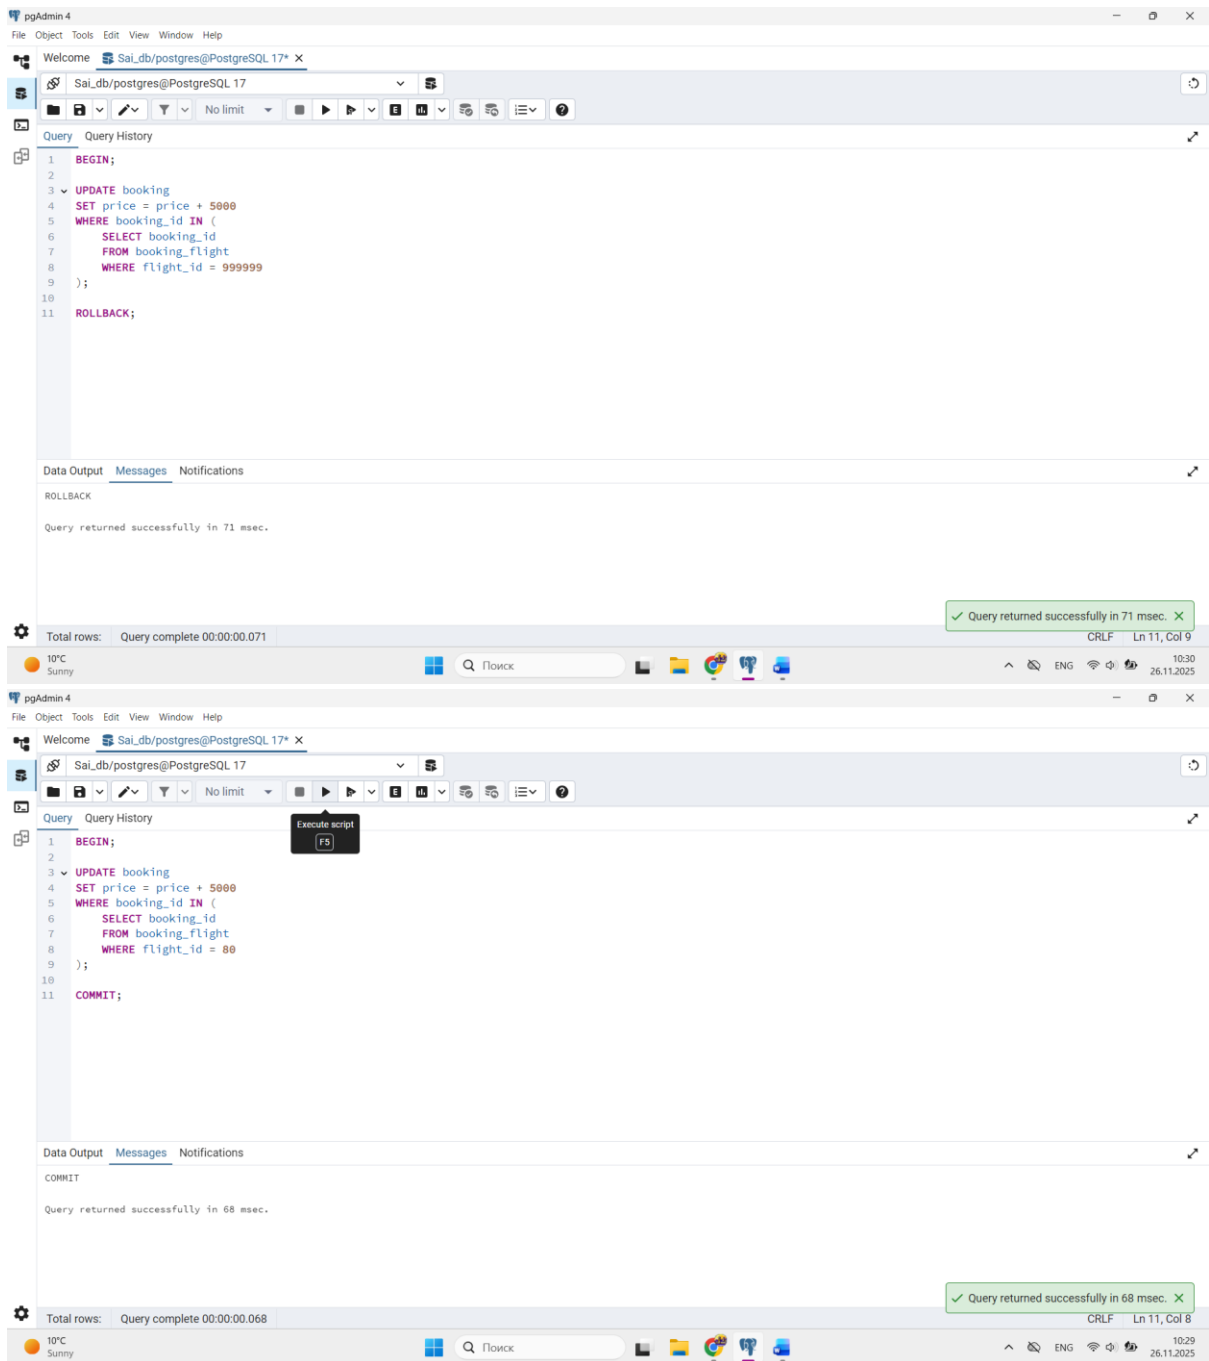 pgAdmin 4
File Object Tools Edit View Window Help
Welcome Sai_db/postgres@PostgreSQL 17*
Sai_db/postgres@PostgreSQL 17
No limit
Query Query History
1 BEGIN;
2
3 UPDATE booking
4 SET price = price + 5000
5 WHERE booking_id IN (
6 SELECT booking_id
7 FROM booking_flight
8 WHERE flight_id = 999999
9 );
10
11 ROLLBACK;
Data Output Messages Notifications
ROLLBACK
Query returned successfully in 71 msec.
Query returned successfully in 71 msec.
Total rows: Query complete 00:00:00.071 CRLF Ln 11, Col 9
10°C
Sunny
Поиск
ENG
10:30
26.11.2025
pgAdmin 4
File Object Tools Edit View Window Help
Welcome Sai_db/postgres@PostgreSQL 17*
Sai_db/postgres@PostgreSQL 17
No limit
Query Query History
Execute script
F5
1 BEGIN;
2
3 UPDATE booking
4 SET price = price + 5000
5 WHERE booking_id IN (
6 SELECT booking_id
7 FROM booking_flight
8 WHERE flight_id = 80
9 );
10
11 COMMIT;
Data Output Messages Notifications
COMMIT
Query returned successfully in 68 msec.
Query returned successfully in 68 msec.
Total rows: Query complete 00:00:00.068 CRLF Ln 11, Col 8
10°C
Sunny
Поиск
ENG
10:29
26.11.2025